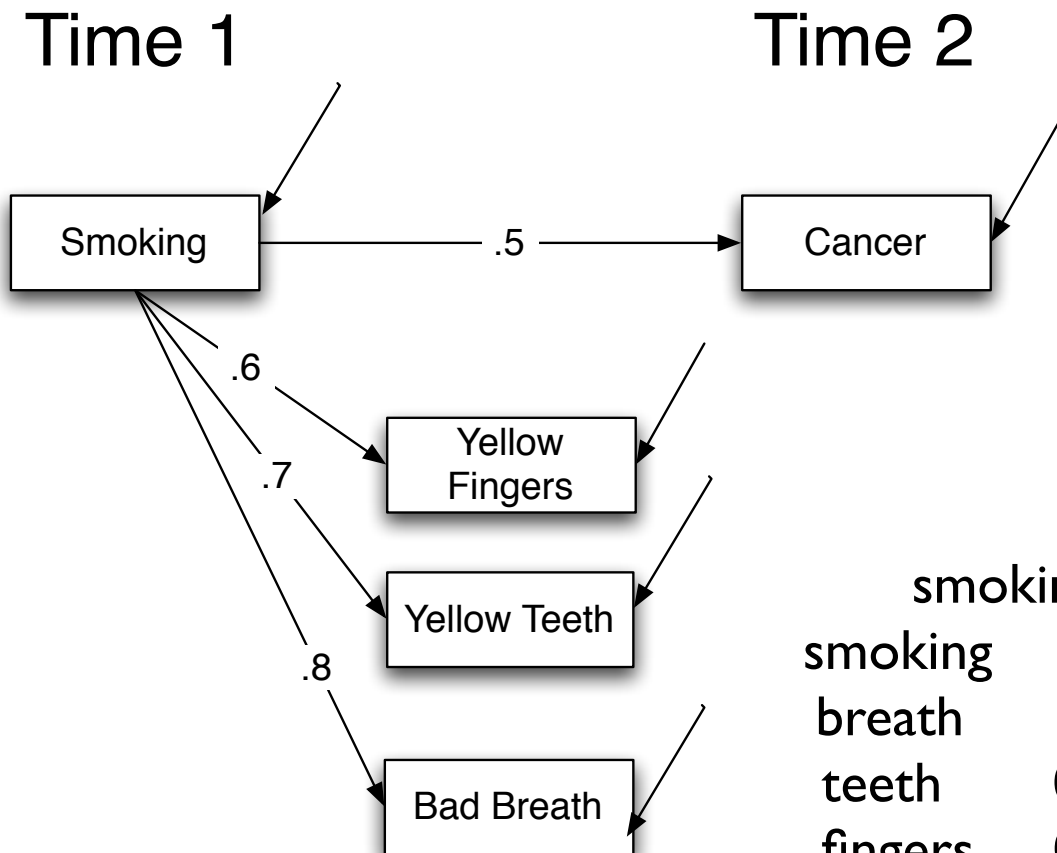 Time 1
Time 2
Smoking
.5
Cancer
.6
Yellow
Fingers
.7
Yellow Teeth
.8
Bad Breath
smoking
breath
teeth
fingers